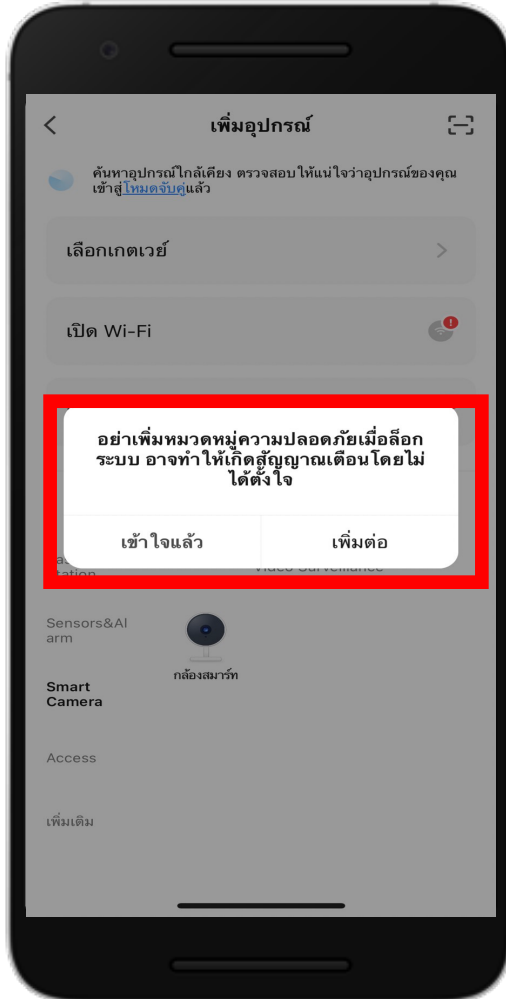 เพิ่มอุปกรณ์
ค้นหาอุปกรณ์ใกล้เคียง ตรวจสอบให้แน่ใจว่าอุปกรณ์ของคุณ
เข้าสู่โหมดจับคู่แล้ว
เลือกเกตเวย์
เปิด Wi-Fi
อย่าเพิ่มหมวดหมู่ความปลอดภัยเมื่อล็อก
ระบบ อาจทำให้เกิดสัญญาณเตือนโดยไม่
ได้ตั้งใจ
เข้าใจแล้ว
เพิ่มต่อ
Video Surveillance
Sensors&Al
arm
กล้องสมาร์ท
Smart
Camera
Access
เพิ่มเติม